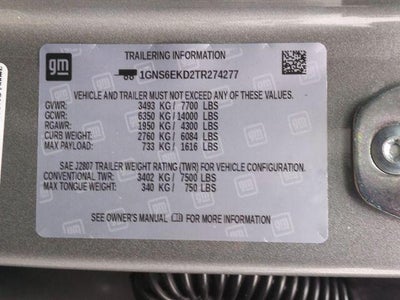 gm
TRAILERING INFORMATION
1GNS6EKD2TR274277
VEHICLE AND TRAILER MUST NOT EXCEED ANY OF THESE VALUES.
GVWR: 3493 KG / 7700 LBS
GCWR: 6350 KG / 14000 LBS
RGAWR: 1950 KG / 4300 LBS
CURB WEIGHT: 2760 KG / 6084 LBS
MAX PAYLOAD: 733 KG / 1616 LBS
SAE J2807 TRAILER WEIGHT RATING (TWR) FOR VEHICLE CONFIGURATION.
CONVENTIONAL TWR: 3402 KG / 7500 LBS
MAX TONGUE WEIGHT: 340 KG / 750 LBS
SEE OWNER'S MANUAL FOR MORE INFORMATION